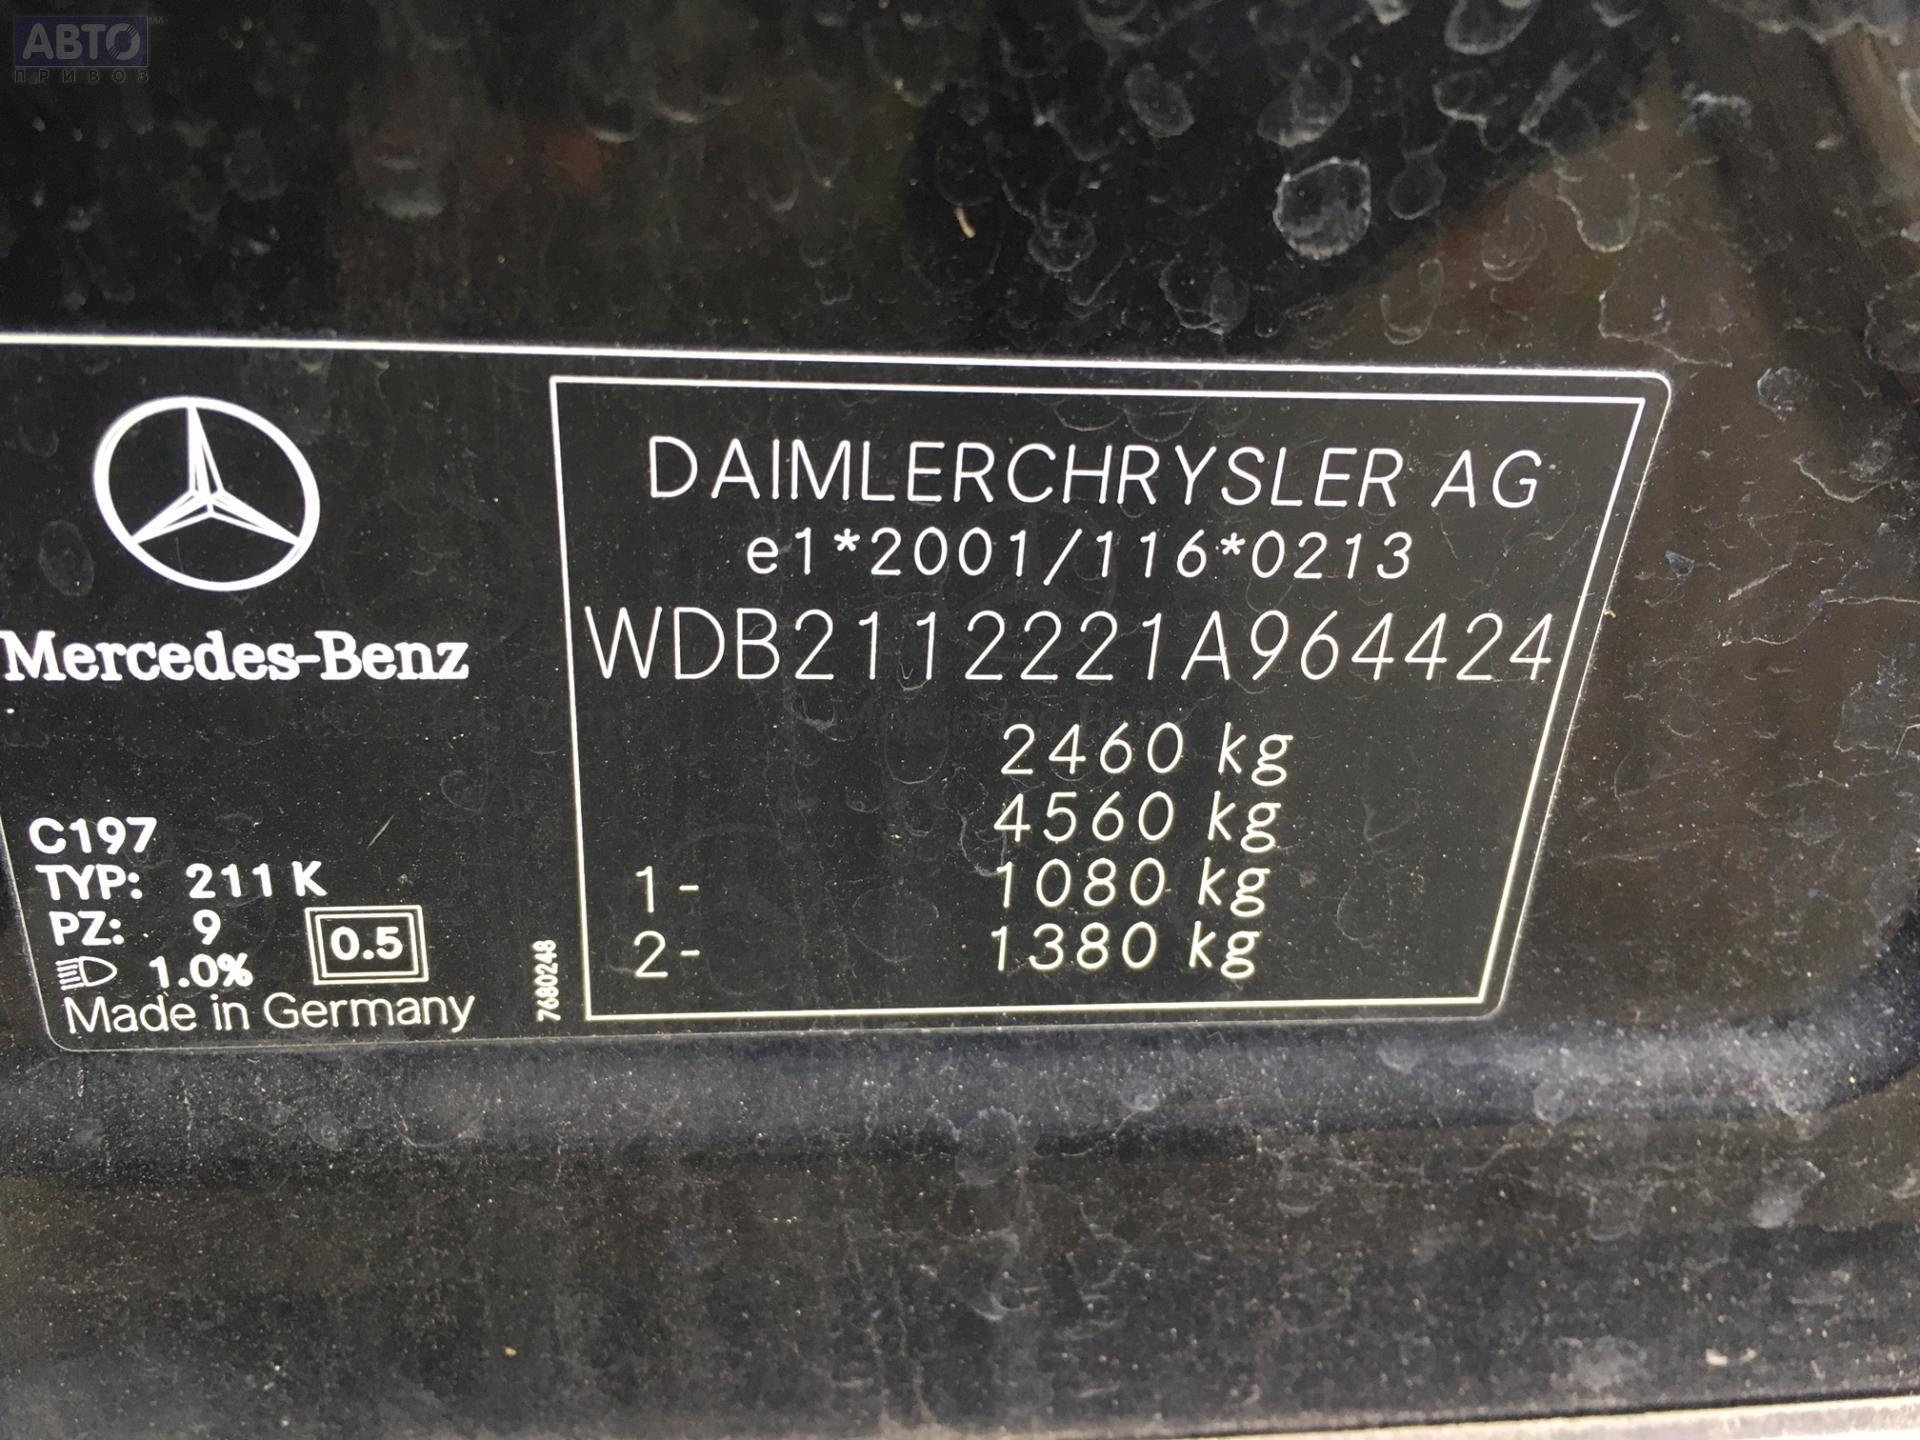 АВТО
ПРИВОЗ
Mercedes-Benz
C197
TYP: 211 K
PZ: 9
1.0%
0.5
Made in Germany
7680248
DAIMLERCHRYSLER AG
e1*2001/116*0213
WDB2112221A964424
2460 kg
4560 kg
1- 1080 kg
2- 1380 kg